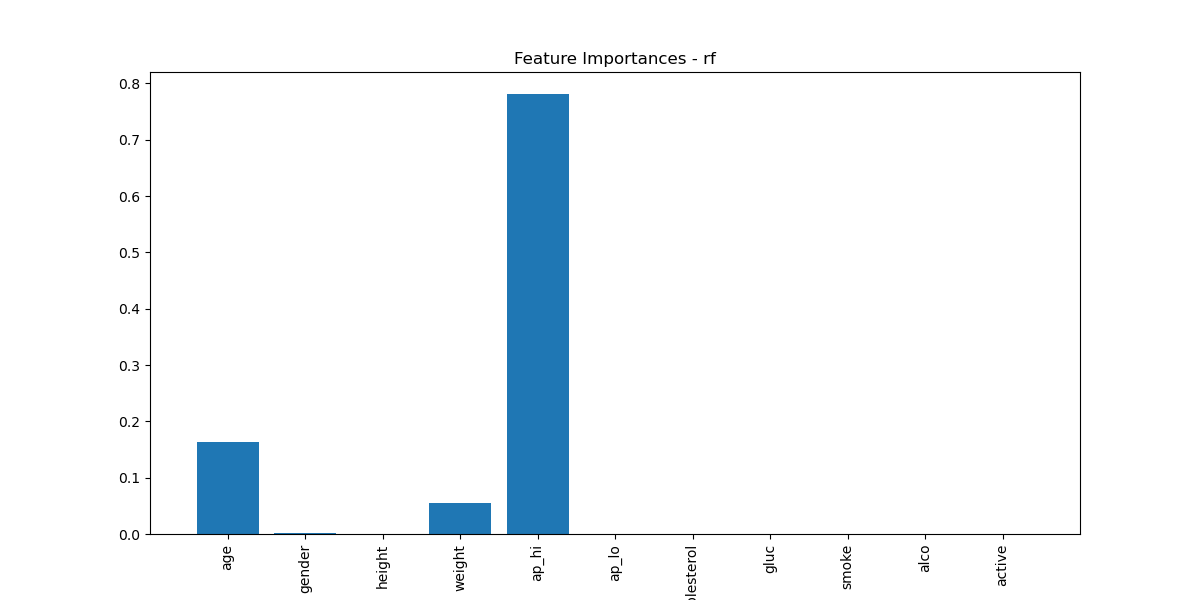 Feature Importances - rf
0.8
0.7
0.6
0.5
0.4
0.3
0.2
0.1
0.0
age
gender
height
weight
ap_hi
ap_lo
olesterol
gluc
smoke
alco
active